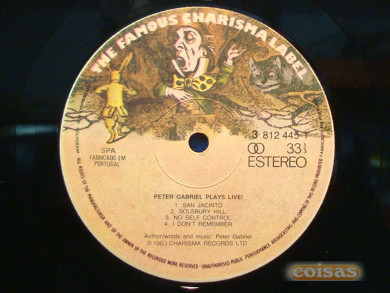 THE FAMOUS CHARISMA LABEL
3 812 445-1
SPA
FABRICADO EM
PORTUGAL
33⅓
ESTEREO
PETER GABRIEL PLAYS LIVE!
1. SAN JACINTO
2. SOLSBURY HILL
3. NO SELF CONTROL
4. I DON'T REMEMBER
Author/words and music: Peter Gabriel
℗ 1983 CHARISMA RECORDS LTD
ALL RIGHTS OF THE MANUFACTURER AND OF THE OWNER OF THE RECORDED WORK RESERVED - UNAUTHORISED PUBLIC PERFORMANCE BROADCASTING AND COPYING OF THIS RECORD PROHIBITED
coisas